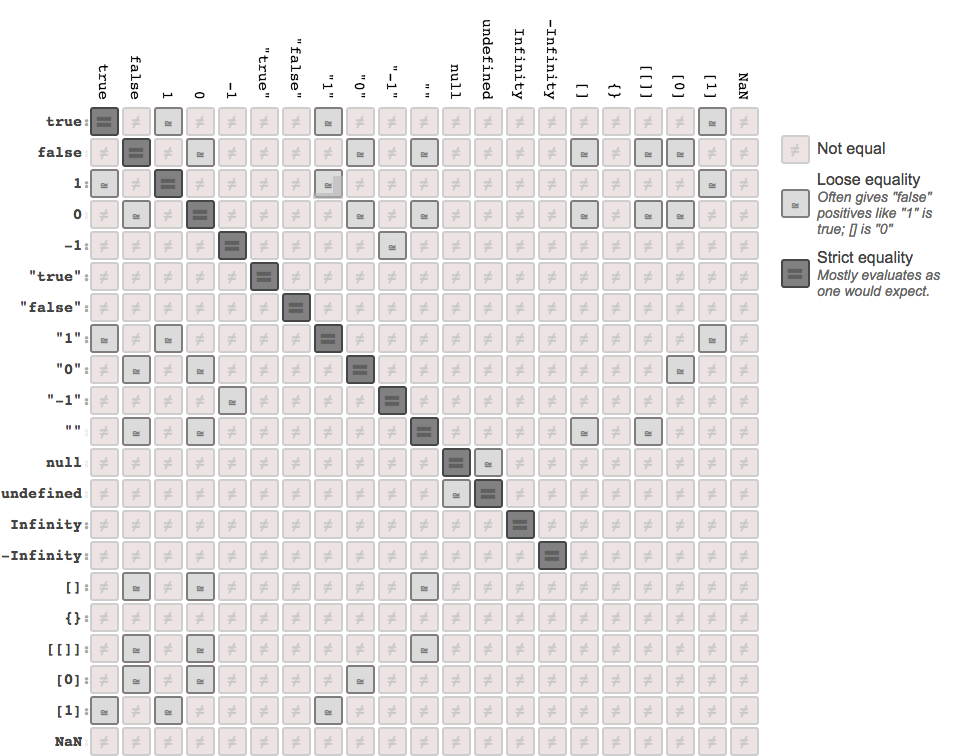 true false 1 0 -1 "true" "false" "1" "0" "-1" "" null undefined Infinity -Infinity [] {} [[]] [0] [1] NaN
true: = ≠ ≃ ≠ ≠ ≠ ≠ ≃ ≠ ≠ ≠ ≠ ≠ ≠ ≠ ≠ ≠ ≠ ≠ ≃ ≠
false: ≠ = ≠ ≃ ≠ ≠ ≠ ≠ ≃ ≠ ≃ ≠ ≠ ≠ ≠ ≃ ≠ ≃ ≃ ≠ ≠
1: ≃ ≠ = ≠ ≠ ≠ ≠ ≃ ≠ ≠ ≠ ≠ ≠ ≠ ≠ ≠ ≠ ≠ ≠ ≃ ≠
0: ≠ ≃ ≠ = ≠ ≠ ≠ ≠ ≃ ≠ ≃ ≠ ≠ ≠ ≠ ≃ ≠ ≃ ≃ ≠ ≠
-1: ≠ ≠ ≠ ≠ = ≠ ≠ ≠ ≠ ≃ ≠ ≠ ≠ ≠ ≠ ≠ ≠ ≠ ≠ ≠ ≠
"true": ≠ ≠ ≠ ≠ ≠ = ≠ ≠ ≠ ≠ ≠ ≠ ≠ ≠ ≠ ≠ ≠ ≠ ≠ ≠ ≠
"false": ≠ ≠ ≠ ≠ ≠ ≠ = ≠ ≠ ≠ ≠ ≠ ≠ ≠ ≠ ≠ ≠ ≠ ≠ ≠ ≠
"1": ≃ ≠ ≃ ≠ ≠ ≠ ≠ = ≠ ≠ ≠ ≠ ≠ ≠ ≠ ≠ ≠ ≠ ≠ ≃ ≠
"0": ≠ ≃ ≠ ≃ ≠ ≠ ≠ ≠ = ≠ ≠ ≠ ≠ ≠ ≠ ≠ ≠ ≠ ≃ ≠ ≠
"-1": ≠ ≠ ≠ ≠ ≃ ≠ ≠ ≠ ≠ = ≠ ≠ ≠ ≠ ≠ ≠ ≠ ≠ ≠ ≠ ≠
"": ≠ ≃ ≠ ≃ ≠ ≠ ≠ ≠ ≠ ≠ = ≠ ≠ ≠ ≠ ≃ ≠ ≃ ≠ ≠ ≠
null: ≠ ≠ ≠ ≠ ≠ ≠ ≠ ≠ ≠ ≠ ≠ = ≃ ≠ ≠ ≠ ≠ ≠ ≠ ≠ ≠
undefined: ≠ ≠ ≠ ≠ ≠ ≠ ≠ ≠ ≠ ≠ ≠ ≃ = ≠ ≠ ≠ ≠ ≠ ≠ ≠ ≠
Infinity: ≠ ≠ ≠ ≠ ≠ ≠ ≠ ≠ ≠ ≠ ≠ ≠ ≠ = ≠ ≠ ≠ ≠ ≠ ≠ ≠
-Infinity: ≠ ≠ ≠ ≠ ≠ ≠ ≠ ≠ ≠ ≠ ≠ ≠ ≠ ≠ = ≠ ≠ ≠ ≠ ≠ ≠
[]: ≠ ≃ ≠ ≃ ≠ ≠ ≠ ≠ ≠ ≠ ≃ ≠ ≠ ≠ ≠ ≠ ≠ ≠ ≠ ≠ ≠
{}: ≠ ≠ ≠ ≠ ≠ ≠ ≠ ≠ ≠ ≠ ≠ ≠ ≠ ≠ ≠ ≠ ≠ ≠ ≠ ≠ ≠
[[]]: ≠ ≃ ≠ ≃ ≠ ≠ ≠ ≠ ≠ ≠ ≃ ≠ ≠ ≠ ≠ ≠ ≠ ≠ ≠ ≠ ≠
[0]: ≠ ≃ ≠ ≃ ≠ ≠ ≠ ≠ ≃ ≠ ≠ ≠ ≠ ≠ ≠ ≠ ≠ ≠ ≠ ≠ ≠
[1]: ≃ ≠ ≃ ≠ ≠ ≠ ≠ ≃ ≠ ≠ ≠ ≠ ≠ ≠ ≠ ≠ ≠ ≠ ≠ ≠ ≠
NaN: ≠ ≠ ≠ ≠ ≠ ≠ ≠ ≠ ≠ ≠ ≠ ≠ ≠ ≠ ≠ ≠ ≠ ≠ ≠ ≠ ≠
≠ Not equal
Loose equality
≃ Often gives "false"
positives like "1" is
true; [] is "0"
Strict equality
= Mostly evaluates as
one would expect.